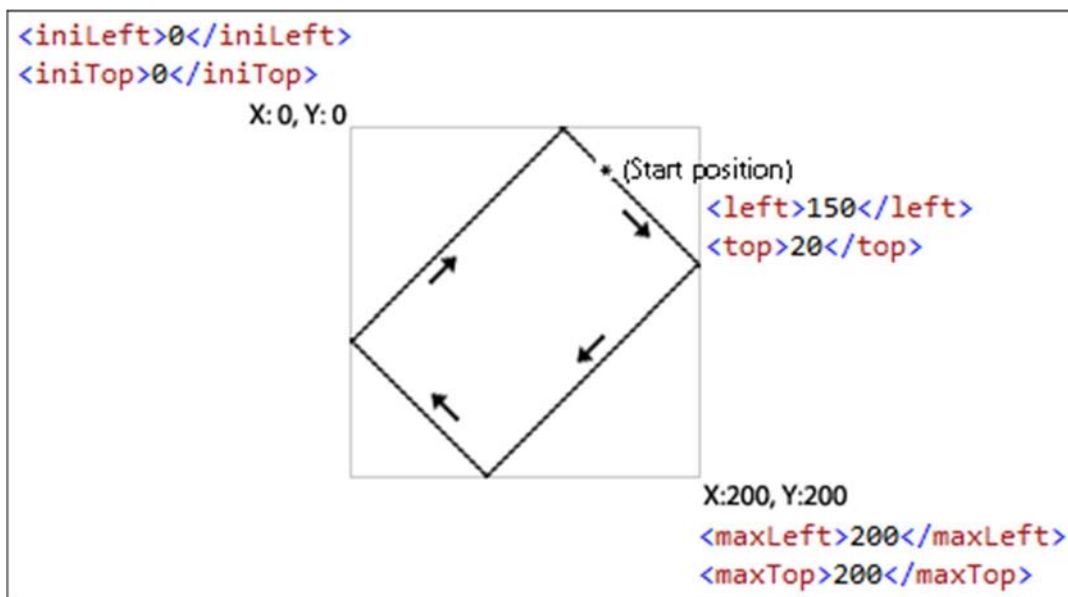 <iniLeft>0</iniLeft>
<iniTop>0</iniTop>
X: 0, Y: 0
(Start position)
<left>150</left>
<top>20</top>
X:200, Y:200
<maxLeft>200</maxLeft>
<maxTop>200</maxTop>